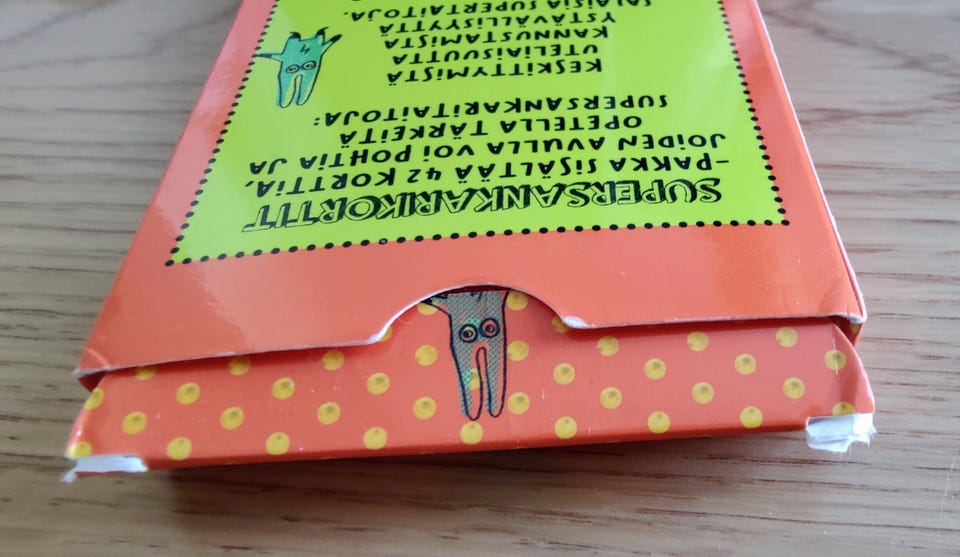 SUPERSANKARIKORTIT
-PAKKA SISÄLTÄÄ 42 KORTTIA,
JOIDEN AVULLA VOI POHTIA JA
OPETELLA TÄRKEITÄ
SUPERSANKARITAITOJA:
KESKITTYMISTÄ
UTELIAISUUTTA
KANNUSTAMISTA
YSTÄVÄLLISYYTTÄ
SALAISIA SUPERTAITOJA.